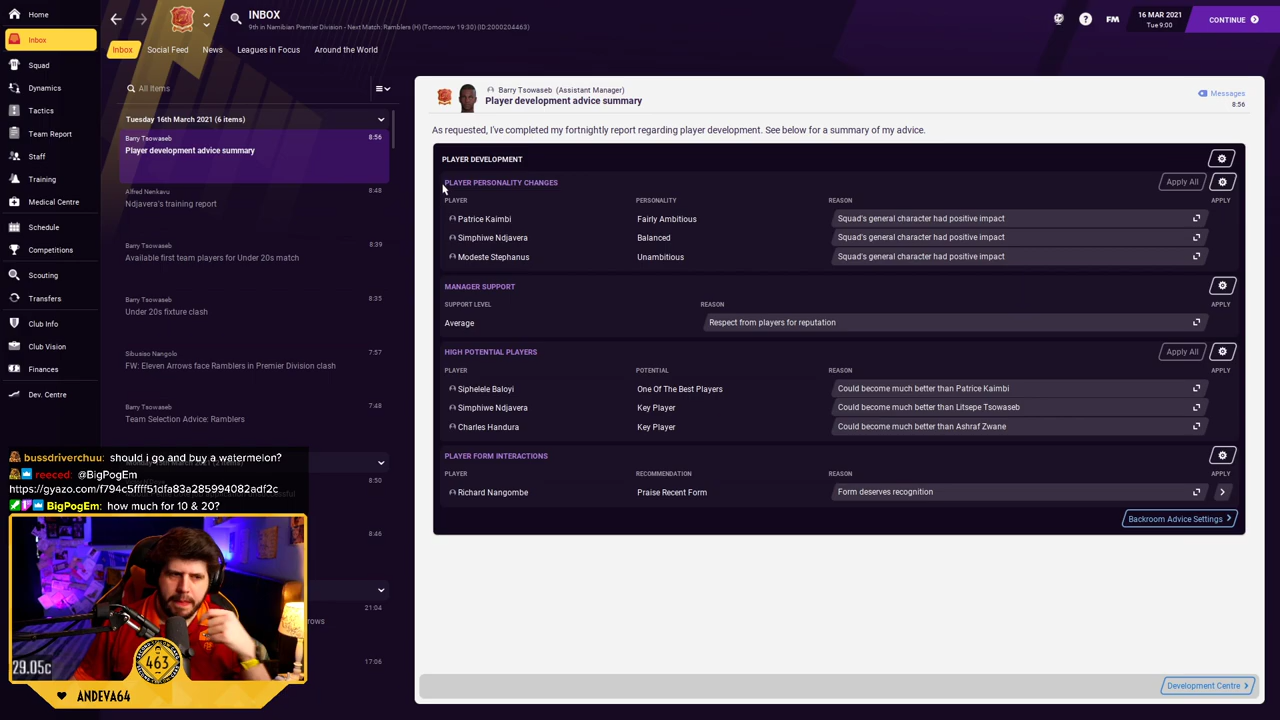 Home
Inbox
Squad
Dynamics
Tactics
Team Report
Staff
Training
Medical Centre
Schedule
Competitions
Scouting
Transfers
Club Info
Club Vision
Finances
Dev. Centre
INBOX
9th in Namibian Premier Division - Next Match: Ramblers (H) (Tomorrow 19:30) (ID:2000204463)
FM
16 MAR 2021
Tue 9:00
CONTINUE
Inbox Social Feed News Leagues in Focus Around the World
All Items
Tuesday 16th March 2021 (6 items)
Barry Tsowaseb 8:56
Player development advice summary
Alfred Nenkavu 8:48
Ndjavera's training report
Barry Tsowaseb 8:39
Available first team players for Under 20s match
Barry Tsowaseb 8:35
Under 20s fixture clash
Sibusiso Nangolo 7:57
FW: Eleven Arrows face Ramblers in Premier Division clash
Barry Tsowaseb 7:48
Team Selection Advice: Ramblers
8:50
8:46
21:04
rows
17:06
bussdriverchuu: should i go and buy a watermelon?
reeced: @BigPogEm
https://gyazo.com/f794c5ffff51dfa83a285994082adf2c
BigPogEm: how much for 10 & 20?
29.05c
463
ANDEVA64
Barry Tsowaseb (Assistant Manager)
Player development advice summary
Messages
8:56
As requested, I've completed my fortnightly report regarding player development. See below for a summary of my advice.
PLAYER DEVELOPMENT
PLAYER PERSONALITY CHANGES Apply All
PLAYER PERSONALITY REASON APPLY
Patrice Kaimbi Fairly Ambitious Squad's general character had positive impact
Simphiwe Ndjavera Balanced Squad's general character had positive impact
Modeste Stephanus Unambitious Squad's general character had positive impact
MANAGER SUPPORT
SUPPORT LEVEL REASON APPLY
Average Respect from players for reputation
HIGH POTENTIAL PLAYERS Apply All
PLAYER POTENTIAL REASON APPLY
Siphelele Baloyi One Of The Best Players Could become much better than Patrice Kaimbi
Simphiwe Ndjavera Key Player Could become much better than Litsepe Tsowaseb
Charles Handura Key Player Could become much better than Ashraf Zwane
PLAYER FORM INTERACTIONS
PLAYER RECOMMENDATION REASON APPLY
Richard Nangombe Praise Recent Form Form deserves recognition
Backroom Advice Settings
Development Centre